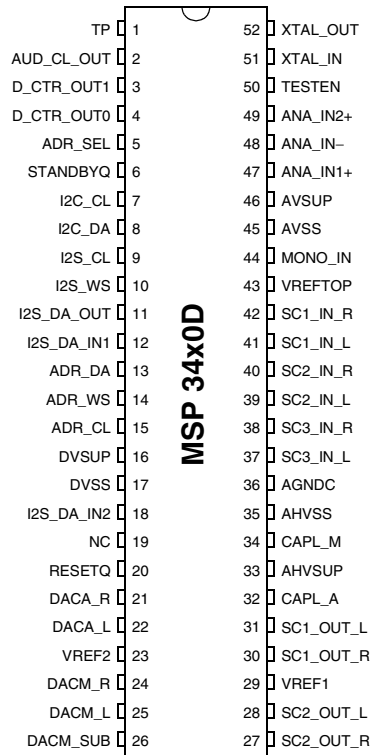 TP 1 52 XTAL_OUT
AUD_CL_OUT 2 51 XTAL_IN
D_CTR_OUT1 3 50 TESTEN
D_CTR_OUT0 4 49 ANA_IN2+
ADR_SEL 5 48 ANA_IN−
STANDBYQ 6 47 ANA_IN1+
I2C_CL 7 46 AVSUP
I2C_DA 8 45 AVSS
I2S_CL 9 44 MONO_IN
I2S_WS 10 43 VREFTOP
I2S_DA_OUT 11 42 SC1_IN_R
I2S_DA_IN1 12 41 SC1_IN_L
ADR_DA 13 40 SC2_IN_R
ADR_WS 14 39 SC2_IN_L
ADR_CL 15 38 SC3_IN_R
DVSUP 16 37 SC3_IN_L
DVSS 17 36 AGNDC
I2S_DA_IN2 18 35 AHVSS
NC 19 34 CAPL_M
RESETQ 20 33 AHVSUP
DACA_R 21 32 CAPL_A
DACA_L 22 31 SC1_OUT_L
VREF2 23 30 SC1_OUT_R
DACM_R 24 29 VREF1
DACM_L 25 28 SC2_OUT_L
DACM_SUB 26 27 SC2_OUT_R
MSP 34x0D